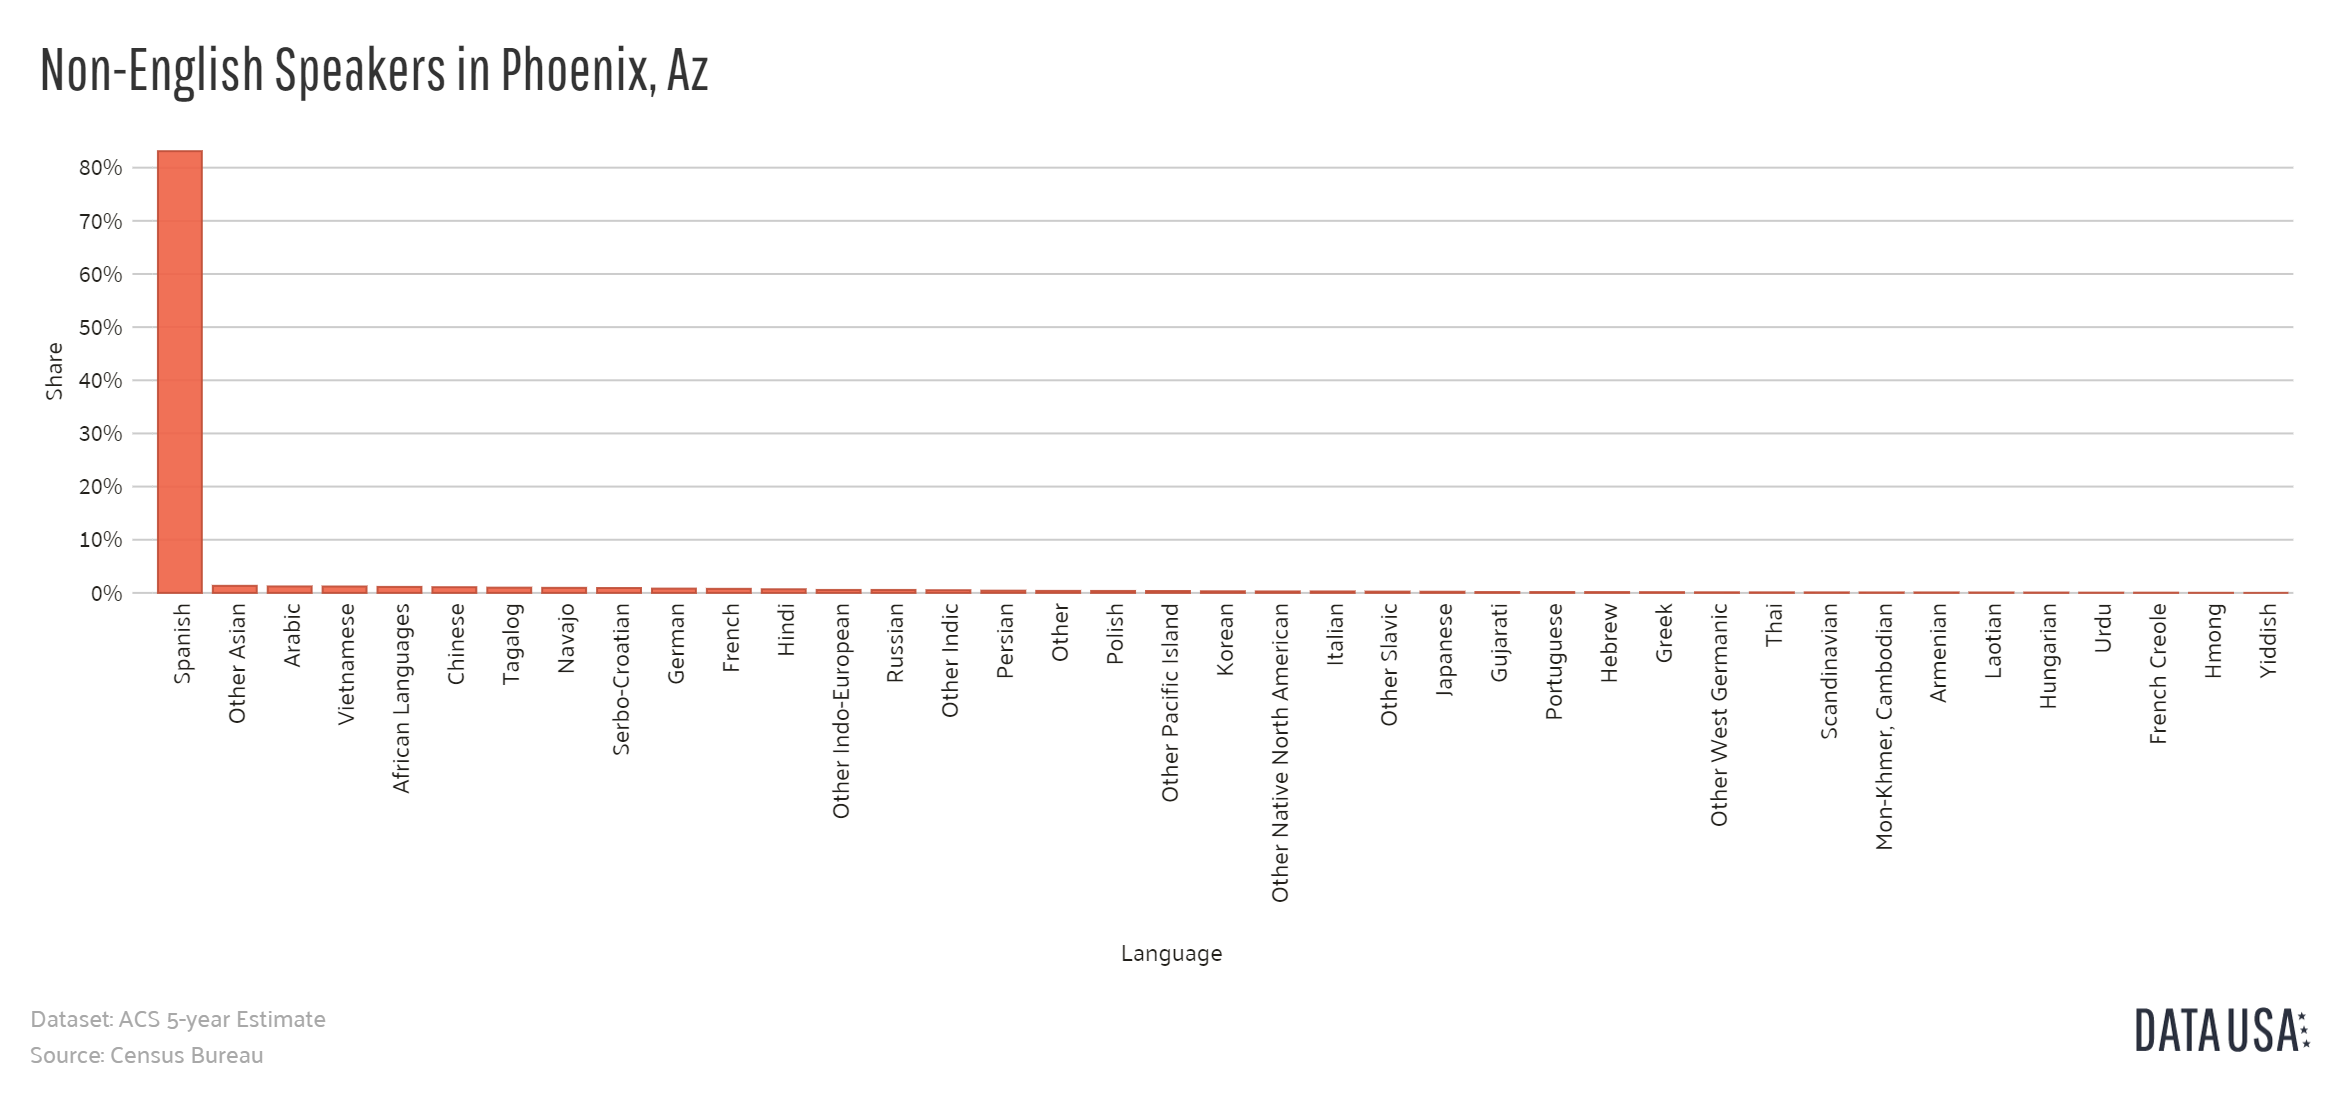 Non-English Speakers in Phoenix, Az
80%
70%
60%
50%
40%
30%
20%
10%
0%
Share
Spanish
Other Asian
Arabic
Vietnamese
African Languages
Chinese
Tagalog
Navajo
Serbo-Croatian
German
French
Hindi
Other Indo-European
Russian
Other Indic
Persian
Other
Polish
Other Pacific Island
Korean
Other Native North American
Italian
Other Slavic
Japanese
Gujarati
Portuguese
Hebrew
Greek
Other West Germanic
Thai
Scandinavian
Mon-Khmer, Cambodian
Armenian
Laotian
Hungarian
Urdu
French Creole
Hmong
Yiddish
Language
Dataset: ACS 5-year Estimate
Source: Census Bureau
DATA USA